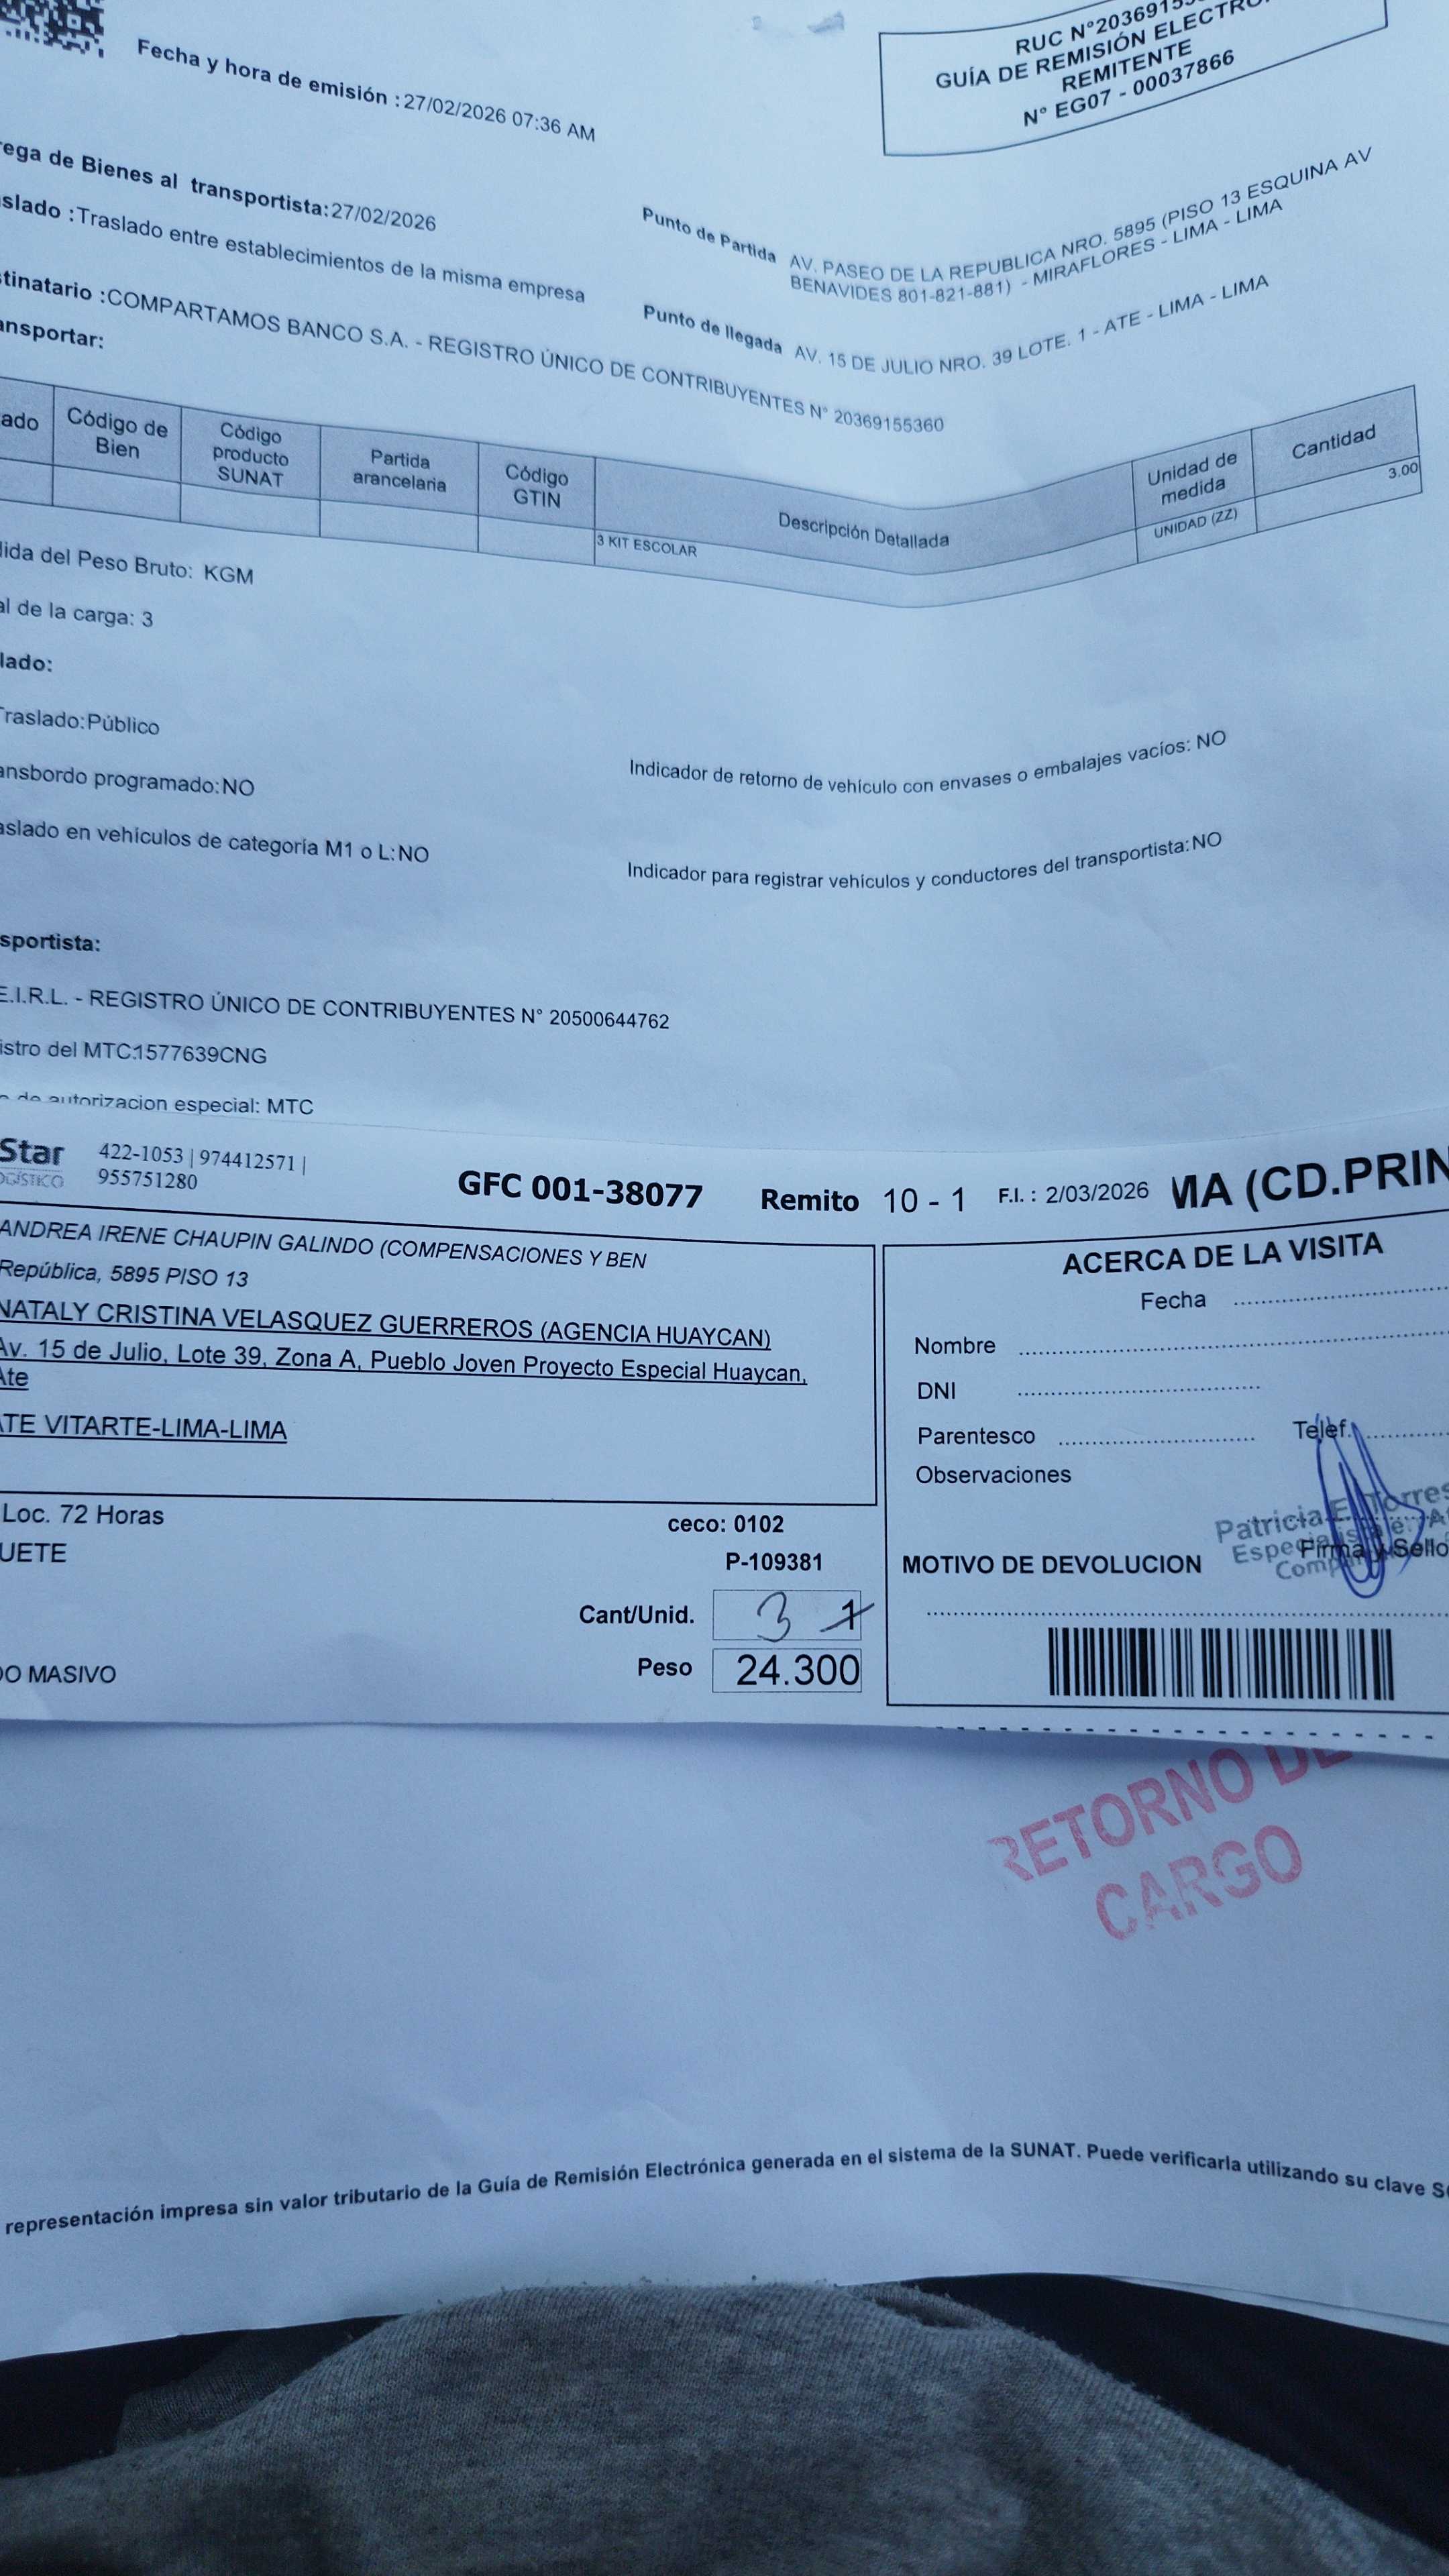 Fecha y hora de emisión : 27/02/2026 07:36 AM
RUC N°2036915
GUÍA DE REMISIÓN ELECTRÓ
REMITENTE
N° EG07 - 00037866
ega de Bienes al transportista: 27/02/2026
slado : Traslado entre establecimientos de la misma empresa
tinatario : COMPARTAMOS BANCO S.A. - REGISTRO ÚNICO DE CONTRIBUYENTES N° 20369155360
Punto de Partida AV. PASEO DE LA REPUBLICA NRO. 5895 (PISO 13 ESQUINA AV
BENAVIDES 801-821-881) - MIRAFLORES - LIMA - LIMA
Punto de llegada AV. 15 DE JULIO NRO. 39 LOTE. 1 - ATE - LIMA - LIMA
ansportar:
ado
Código de
Bien
Código
producto
SUNAT
Partida
arancelaria
Código
GTIN
Descripción Detallada
Unidad de
medida
Cantidad
3 KIT ESCOLAR
UNIDAD (ZZ)
3.00
dida del Peso Bruto: KGM
al de la carga: 3
lado:
Traslado: Público
ansbordo programado: NO
Indicador de retorno de vehículo con envases o embalajes vacíos: NO
aslado en vehículos de categoría M1 o L: NO
Indicador para registrar vehículos y conductores del transportista: NO
sportista:
E.I.R.L. - REGISTRO ÚNICO DE CONTRIBUYENTES N° 20500644762
istro del MTC:1577639CNG
de autorizacion especial: MTC
Star
OGÍSTICO
422-1053 | 974412571 |
955751280
GFC 001-38077
Remito 10 - 1
F.I. : 2/03/2026
MA (CD.PRIN
ANDREA IRENE CHAUPIN GALINDO (COMPENSACIONES Y BEN
República, 5895 PISO 13
NATALY CRISTINA VELASQUEZ GUERREROS (AGENCIA HUAYCAN)
Av. 15 de Julio, Lote 39, Zona A, Pueblo Joven Proyecto Especial Huaycan,
Ate
ATE VITARTE-LIMA-LIMA
ACERCA DE LA VISITA
Fecha
Nombre
DNI
Parentesco
Teléf.
Observaciones
Patricia E. Torres
Firma y Sello
MOTIVO DE DEVOLUCION
Loc. 72 Horas
UETE
ceco: 0102
P-109381
Cant/Unid. 3 1
Peso 24.300
DO MASIVO
RETORNO DE
CARGO
representación impresa sin valor tributario de la Guía de Remisión Electrónica generada en el sistema de la SUNAT. Puede verificarla utilizando su clave S